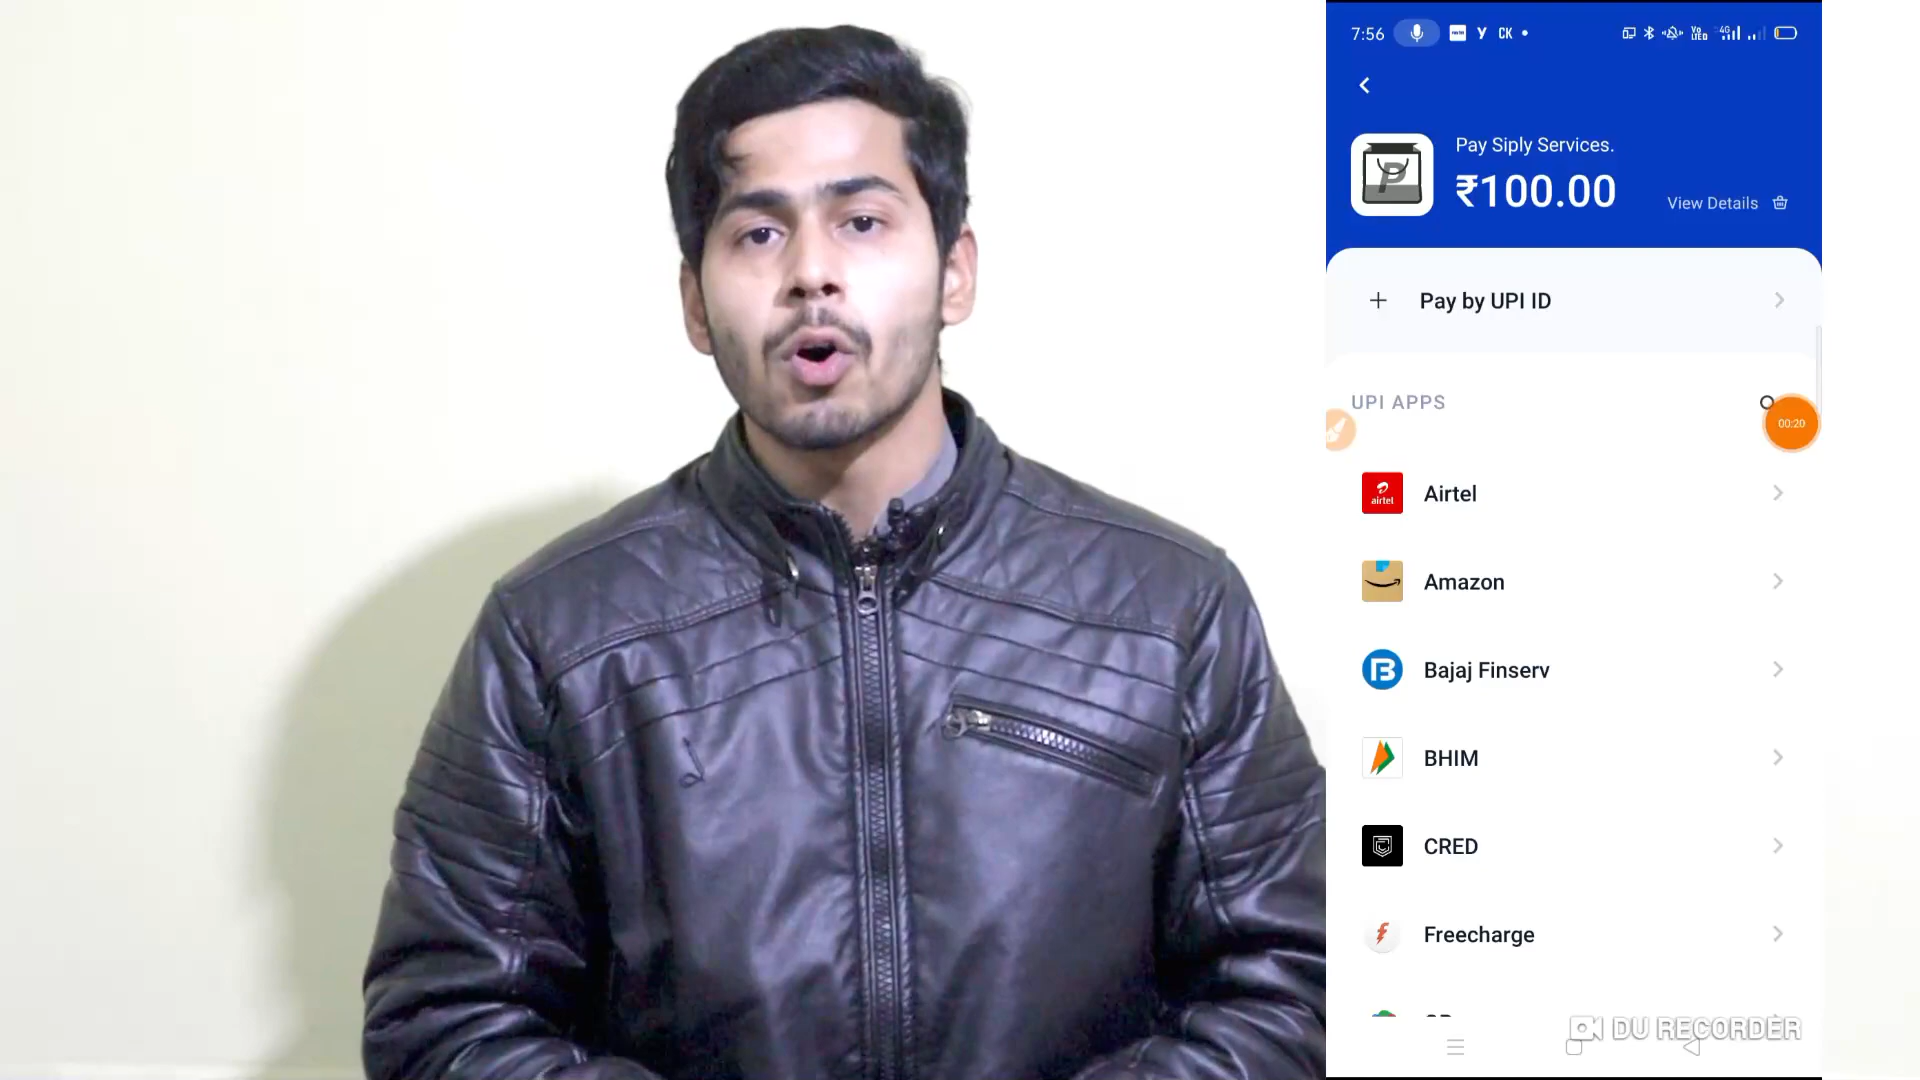 7:56
CK
Pay Siply Services.
₹100.00
View Details
Pay by UPI ID
UPI APPS
00:20
airtel
Airtel
Amazon
Bajaj Finserv
BHIM
CRED
Freecharge
DU RECORDER